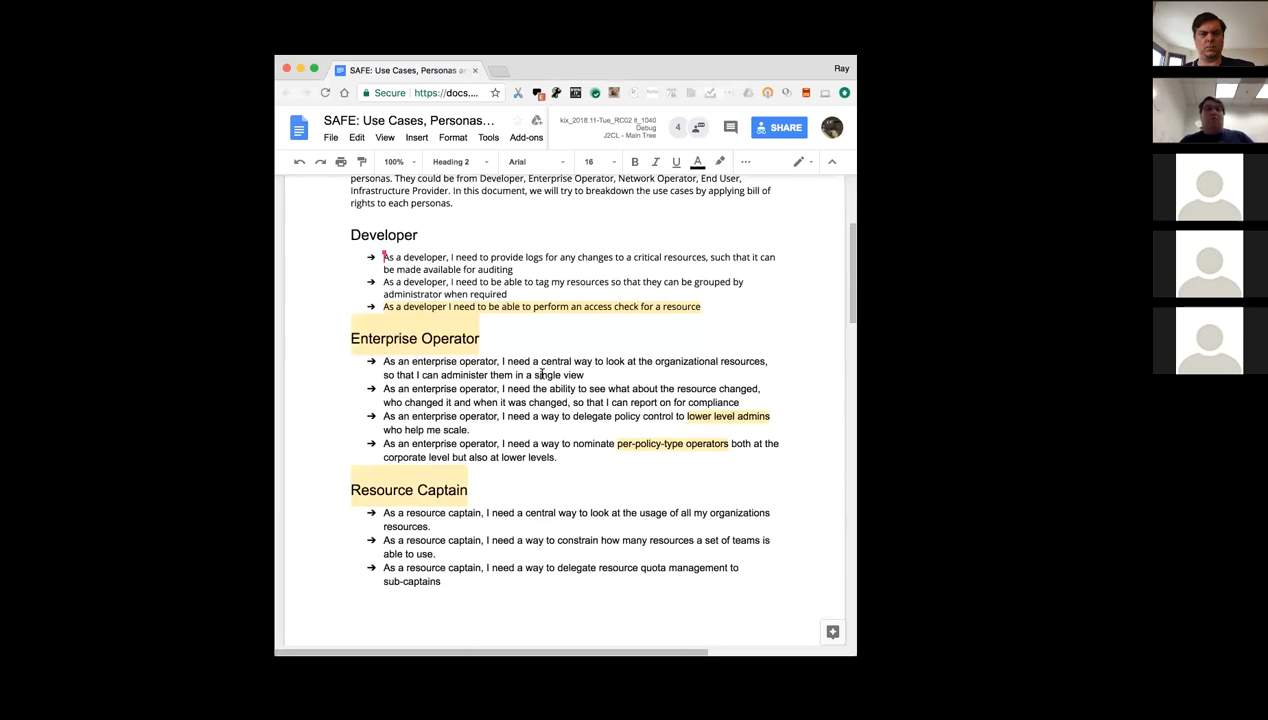 SAFE: Use Cases, Personas an
Ray
Secure
https://docs....
SAFE: Use Cases, Personas...
File Edit View Insert Format Tools Add-ons
kix_2018.11-Tue_RC02 it_1040
Debug
J2CL - Main Tree
4
SHARE
100%
Heading 2
Arial
16
B I U A
personas. They could be from Developer, Enterprise Operator, Network Operator, End User,
Infrastructure Provider. In this document, we will try to breakdown the use cases by applying bill of
rights to each personas.
Developer
➔ As a developer, I need to provide logs for any changes to a critical resources, such that it can
be made available for auditing
➔ As a developer, I need to be able to tag my resources so that they can be grouped by
administrator when required
➔ As a developer I need to be able to perform an access check for a resource
Enterprise Operator
➔ As an enterprise operator, I need a central way to look at the organizational resources,
so that I can administer them in a single view
➔ As an enterprise operator, I need the ability to see what about the resource changed,
who changed it and when it was changed, so that I can report on for compliance
➔ As an enterprise operator, I need a way to delegate policy control to lower level admins
who help me scale.
➔ As an enterprise operator, I need a way to nominate per-policy-type operators both at the
corporate level but also at lower levels.
Resource Captain
➔ As a resource captain, I need a central way to look at the usage of all my organizations
resources.
➔ As a resource captain, I need a way to constrain how many resources a set of teams is
able to use.
➔ As a resource captain, I need a way to delegate resource quota management to
sub-captains